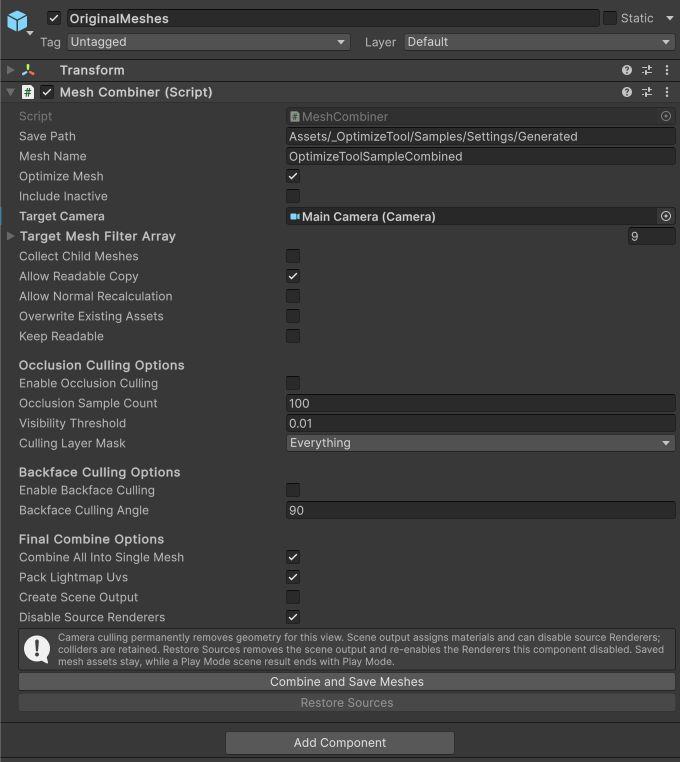 OriginalMeshes
Static
Tag Untagged Layer Default
Transform
# Mesh Combiner (Script)
Script # MeshCombiner
Save Path Assets/_OptimizeTool/Samples/Settings/Generated
Mesh Name OptimizeToolSampleCombined
Optimize Mesh
Include Inactive
Target Camera Main Camera (Camera)
Target Mesh Filter Array 9
Collect Child Meshes
Allow Readable Copy
Allow Normal Recalculation
Overwrite Existing Assets
Keep Readable
Occlusion Culling Options
Enable Occlusion Culling
Occlusion Sample Count 100
Visibility Threshold 0.01
Culling Layer Mask Everything
Backface Culling Options
Enable Backface Culling
Backface Culling Angle 90
Final Combine Options
Combine All Into Single Mesh
Pack Lightmap Uvs
Create Scene Output
Disable Source Renderers
Camera culling permanently removes geometry for this view. Scene output assigns materials and can disable source Renderers;
colliders are retained. Restore Sources removes the scene output and re-enables the Renderers this component disabled. Saved
mesh assets stay, while a Play Mode scene result ends with Play Mode.
Combine and Save Meshes
Restore Sources
Add Component